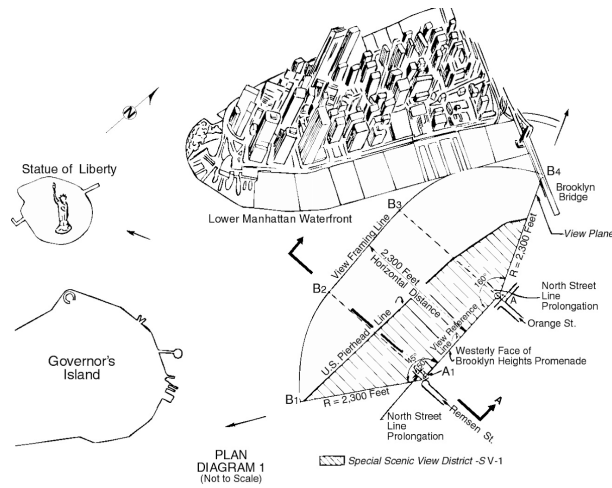 N
Statue of Liberty
Lower Manhattan Waterfront
B4
Brooklyn
Bridge
View Plane
B3
View Framing Line
2,300 Feet
Horizontal Distance
R = 2,300 Feet
160°
A
North Street
Line
Prolongation
Orange St.
B2
U.S. Pierhead Line
View Reference
Line
Westerly Face of
Brooklyn Heights Promenade
45°
A1
Governor's
Island
B1
R = 2,300 Feet
North Street
Line
Prolongation
Remsen St.
A
PLAN
DIAGRAM 1
(Not to Scale)
Special Scenic View District -SV-1